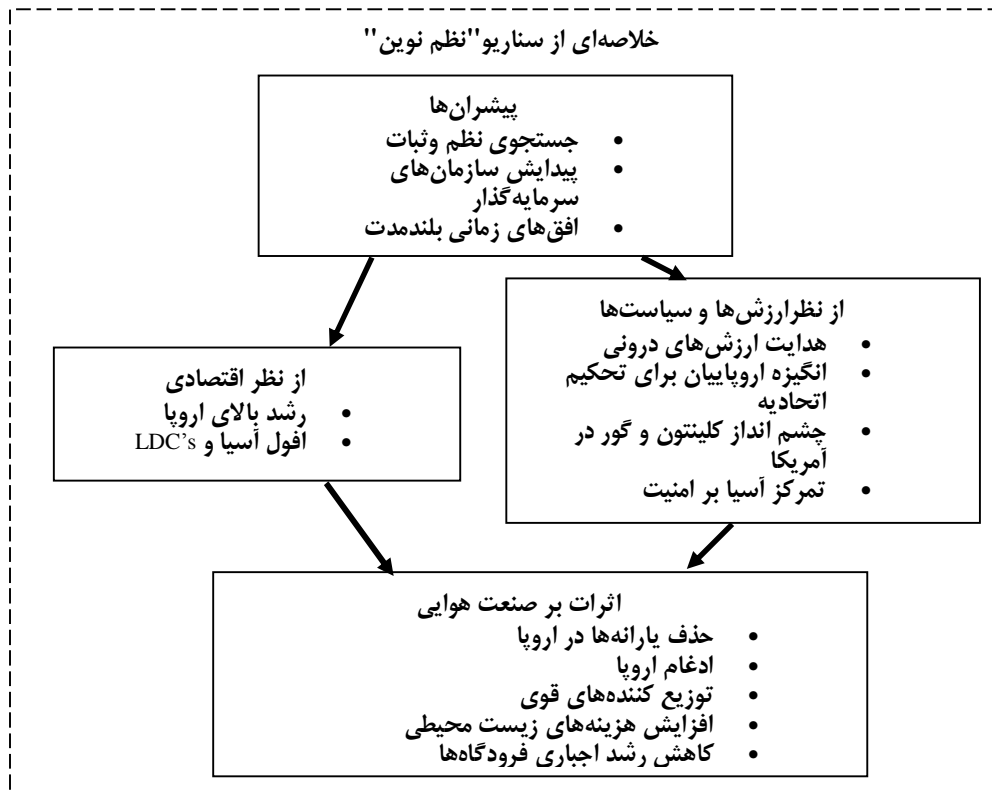 خلاصه‌ای از سناریو"نظم نوین"
پیشران‌ها
• جستجوی نظم وثبات
• پیدایش سازمان‌های
سرمایه‌گذار
• افق‌های زمانی بلندمدت
از نظرارزش‌ها و سیاست‌ها
• هدایت ارزش‌های درونی
• انگیزه اروپاییان برای تحکیم
اتحادیه
• چشم انداز کلینتون و گور در
آمریکا
• تمرکز آسیا بر امنیت
از نظر اقتصادی
• رشد بالای اروپا
• افول آسیا و LDC's
اثرات بر صنعت هوایی
• حذف یارانه‌ها در اروپا
• ادغام اروپا
• توزیع کننده‌های قوی
• افزایش هزینه‌های زیست محیطی
• کاهش رشد اجباری فرودگاه‌ها